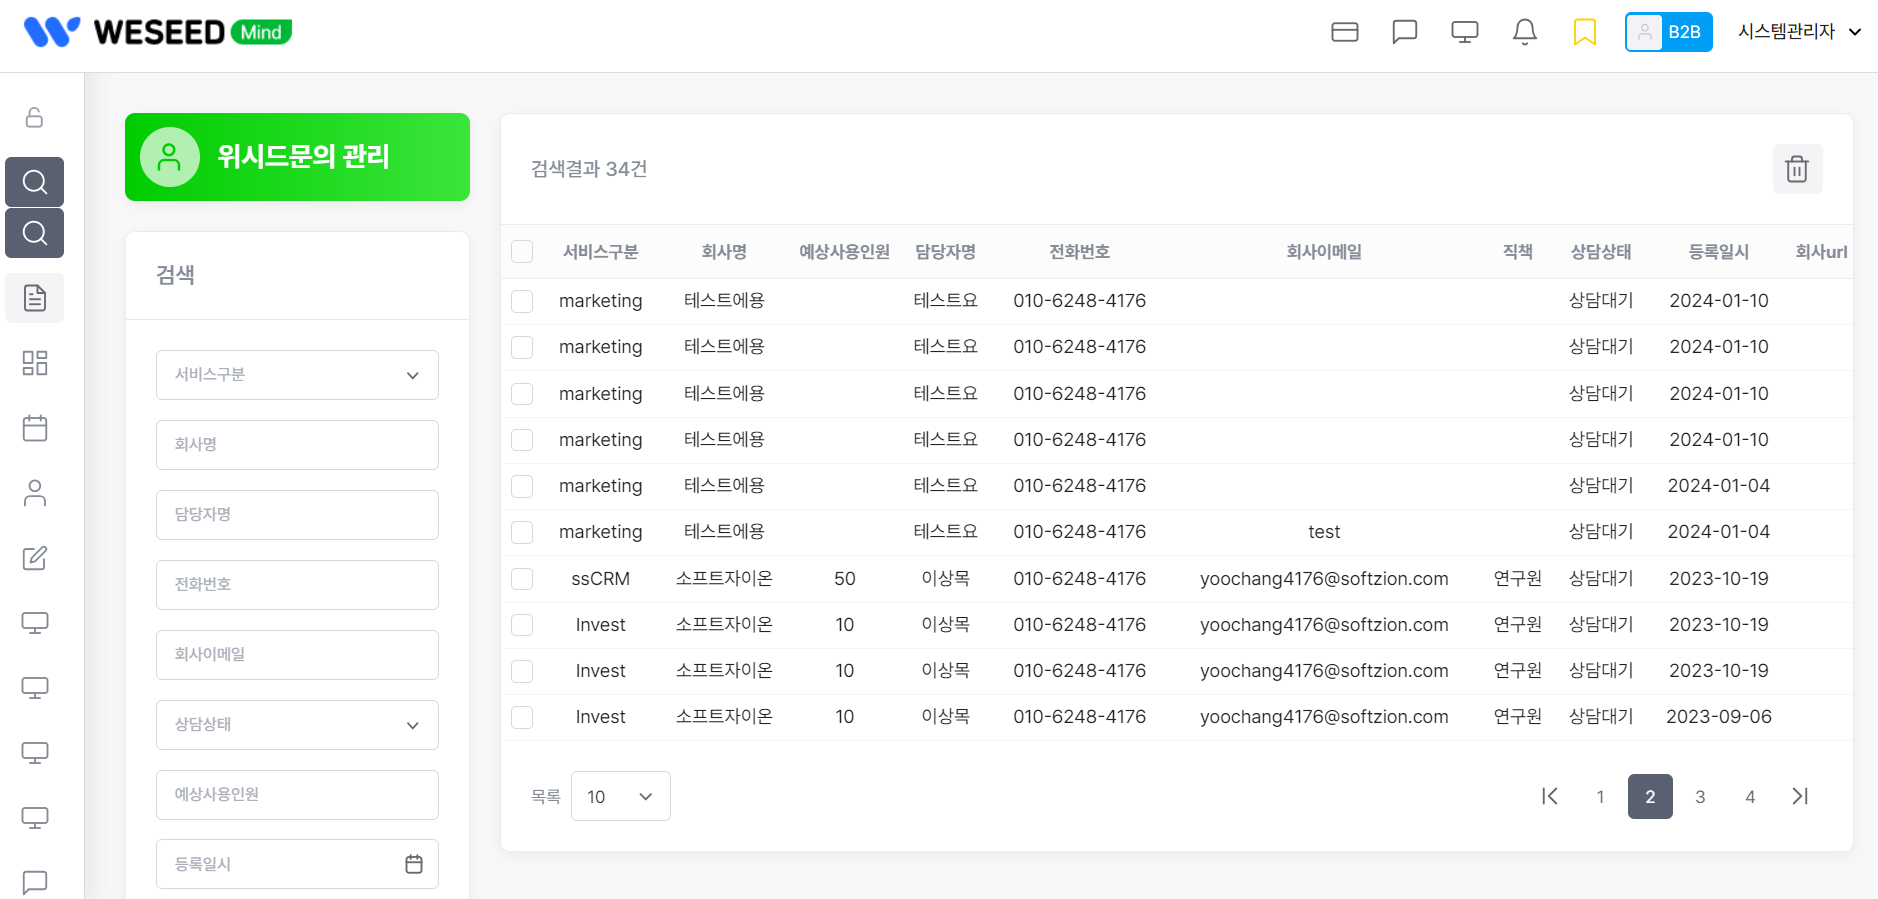 WESEED Mind
B2B
시스템관리자
위시드문의 관리
검색
서비스구분
회사명
담당자명
전화번호
회사이메일
상담상태
예상사용인원
등록일시
검색결과 34건
서비스구분 회사명 예상사용인원 담당자명 전화번호 회사이메일 직책 상담상태 등록일시 회사url
marketing 테스트에용 테스트요 010-6248-4176 상담대기 2024-01-10
marketing 테스트에용 테스트요 010-6248-4176 상담대기 2024-01-10
marketing 테스트에용 테스트요 010-6248-4176 상담대기 2024-01-10
marketing 테스트에용 테스트요 010-6248-4176 상담대기 2024-01-10
marketing 테스트에용 테스트요 010-6248-4176 상담대기 2024-01-04
marketing 테스트에용 테스트요 010-6248-4176 test 상담대기 2024-01-04
ssCRM 소프트자이온 50 이상목 010-6248-4176 yoochang4176@softzion.com 연구원 상담대기 2023-10-19
Invest 소프트자이온 10 이상목 010-6248-4176 yoochang4176@softzion.com 연구원 상담대기 2023-10-19
Invest 소프트자이온 10 이상목 010-6248-4176 yoochang4176@softzion.com 연구원 상담대기 2023-10-19
Invest 소프트자이온 10 이상목 010-6248-4176 yoochang4176@softzion.com 연구원 상담대기 2023-09-06
목록 10 1 2 3 4